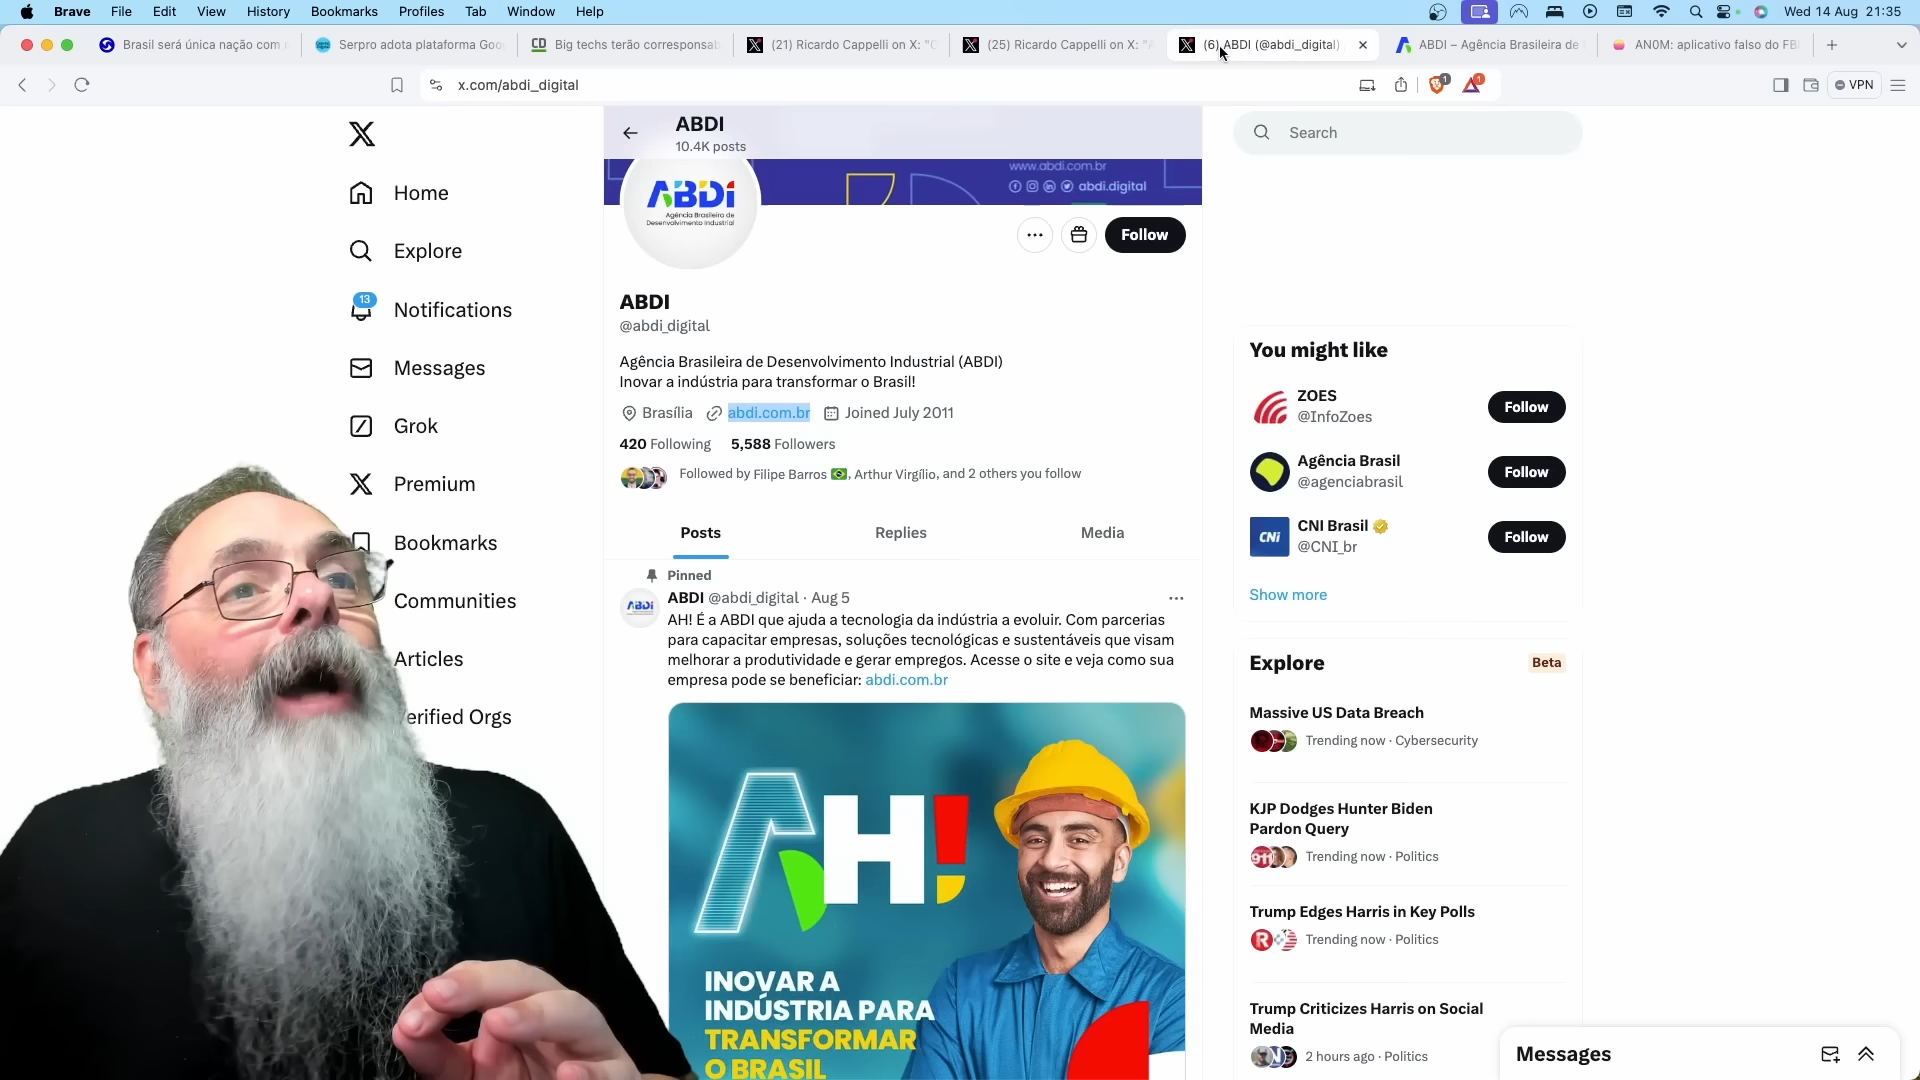 Brave File Edit View History Bookmarks Profiles Tab Window Help
Wed 14 Aug 21:35
Brasil será única nação com
Serpro adota plataforma Goo
CD Big techs terão corresponsab
(21) Ricardo Cappelli on X: "C
(25) Ricardo Cappelli on X: "A
(6) ABDI (@abdi_digital)
ABDI – Agência Brasileira de
AN0M: aplicativo falso do FB
x.com/abdi_digital
1
1
VPN
Home
Explore
13
Notifications
Messages
Grok
Premium
Bookmarks
Communities
Articles
erified Orgs
ABDI
10.4K posts
www.abdi.com.br
abdi.digital
ABDi
Agência Brasileira de
Desenvolvimento Industrial
Follow
ABDI
@abdi_digital
Agência Brasileira de Desenvolvimento Industrial (ABDI)
Inovar a indústria para transformar o Brasil!
Brasília abdi.com.br Joined July 2011
420 Following 5,588 Followers
Followed by Filipe Barros 🇧🇷, Arthur Virgílio, and 2 others you follow
Posts Replies Media
Pinned
ABDI @abdi_digital · Aug 5
ABDi
AH! É a ABDI que ajuda a tecnologia da indústria a evoluir. Com parcerias
para capacitar empresas, soluções tecnológicas e sustentáveis que visam
melhorar a produtividade e gerar empregos. Acesse o site e veja como sua
empresa pode se beneficiar: abdi.com.br
AH!
INOVAR A
INDÚSTRIA PARA
TRANSFORMAR
O BRASIL
Search
You might like
ZOES
@InfoZoes
Follow
Agência Brasil
@agenciabrasil
Follow
CNi
CNI Brasil
@CNI_br
Follow
Show more
Explore
Beta
Massive US Data Breach
Trending now · Cybersecurity
KJP Dodges Hunter Biden
Pardon Query
911
Trending now · Politics
Trump Edges Harris in Key Polls
R
Trending now · Politics
Trump Criticizes Harris on Social
Media
2 hours ago · Politics
Messages